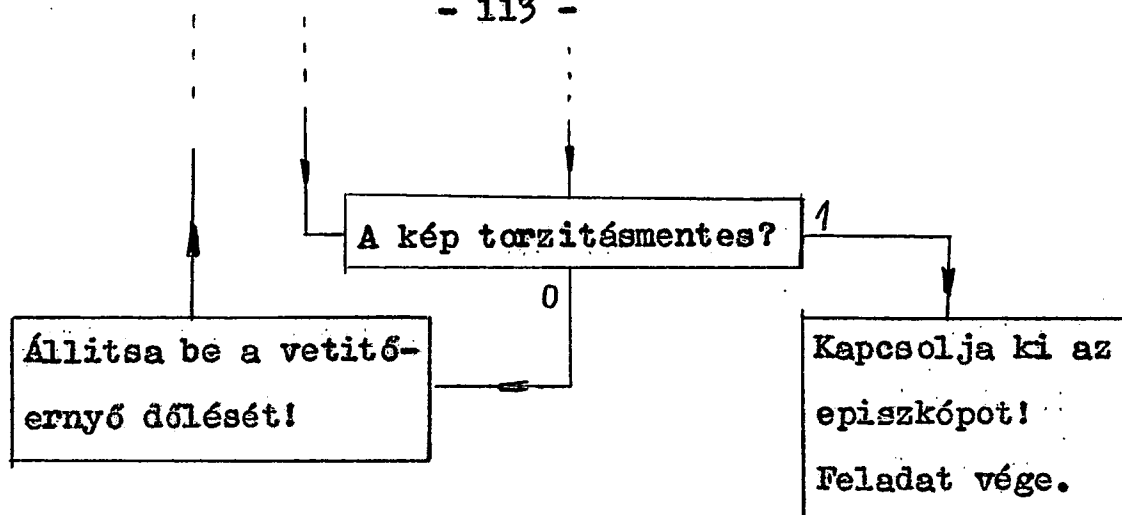 - 113 -
A kép torzitásmentes?
1
0
Állitsa be a vetitő-
ernyő dőlését!
Kapcsolja ki az
episzkópot!
Feladat vége.